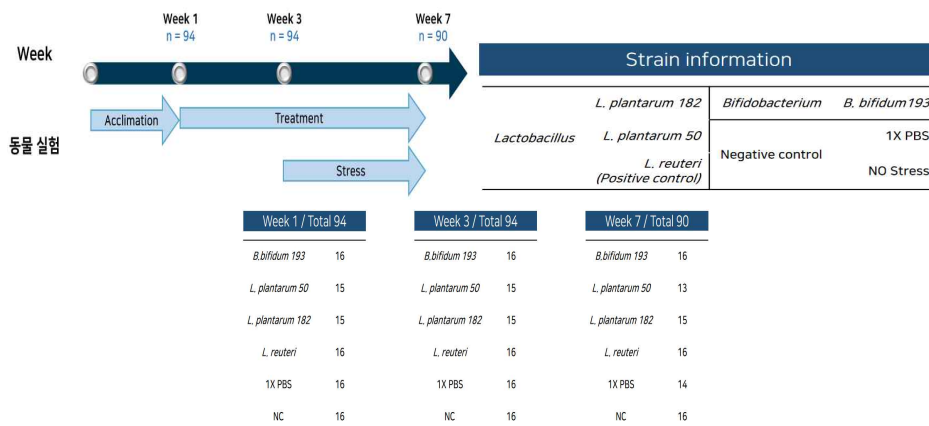 Week 1
n = 94
Week 3
n = 94
Week 7
n = 90
Week
Acclimation
Treatment
동물 실험
Stress
Strain information
Lactobacillus
L. plantarum 182
L. plantarum 50
L. reuteri
(Positive control)
Bifidobacterium
B. bifidum193
Negative control
1X PBS
NO Stress
Week 1 / Total 94
B.bifidum 193 16
L. plantarum 50 15
L. plantarum 182 15
L. reuteri 16
1X PBS 16
NC 16
Week 3 / Total 94
B.bifidum 193 16
L. plantarum 50 15
L. plantarum 182 15
L. reuteri 16
1X PBS 16
NC 16
Week 7 / Total 90
B.bifidum 193 16
L. plantarum 50 13
L. plantarum 182 15
L. reuteri 16
1X PBS 14
NC 16